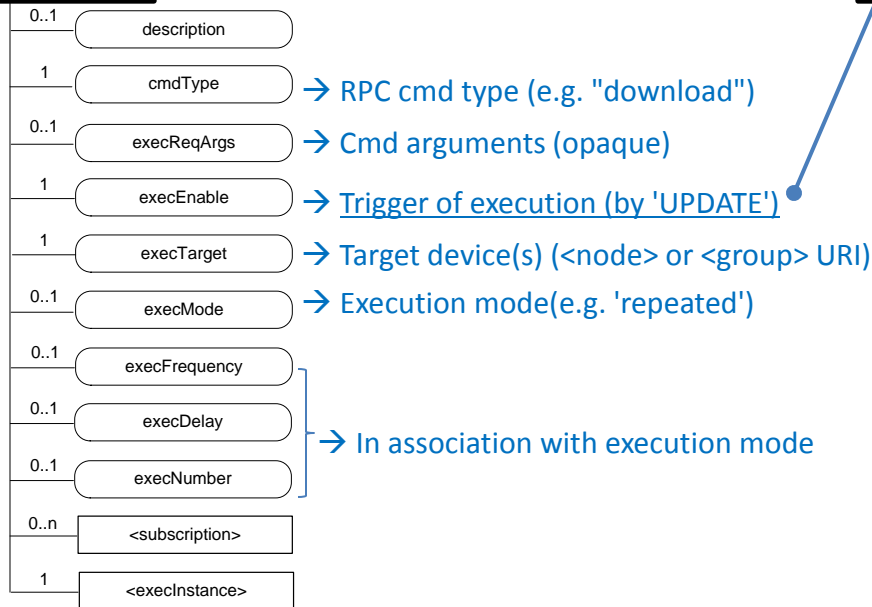 0..1 description
1 cmdType → RPC cmd type (e.g. "download")
0..1 execReqArgs → Cmd arguments (opaque)
1 execEnable → Trigger of execution (by 'UPDATE')
1 execTarget → Target device(s) (<node> or <group> URI)
0..1 execMode → Execution mode(e.g. 'repeated')
0..1 execFrequency
0..1 execDelay
→ In association with execution mode
0..1 execNumber
0..n <subscription>
1 <execInstance>